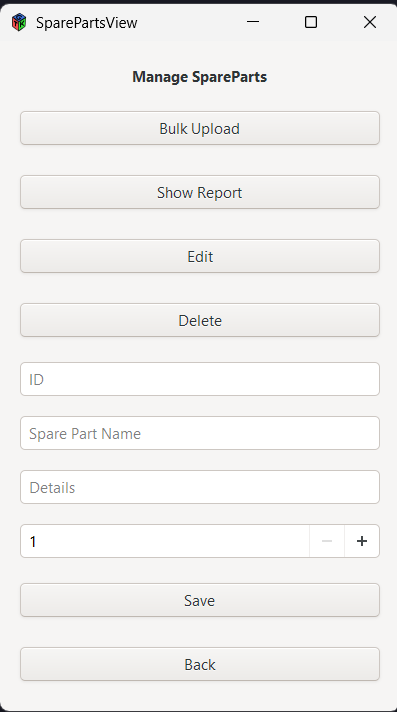 SparePartsView
Manage SpareParts
Bulk Upload
Show Report
Edit
Delete
ID
Spare Part Name
Details
1
Save
Back